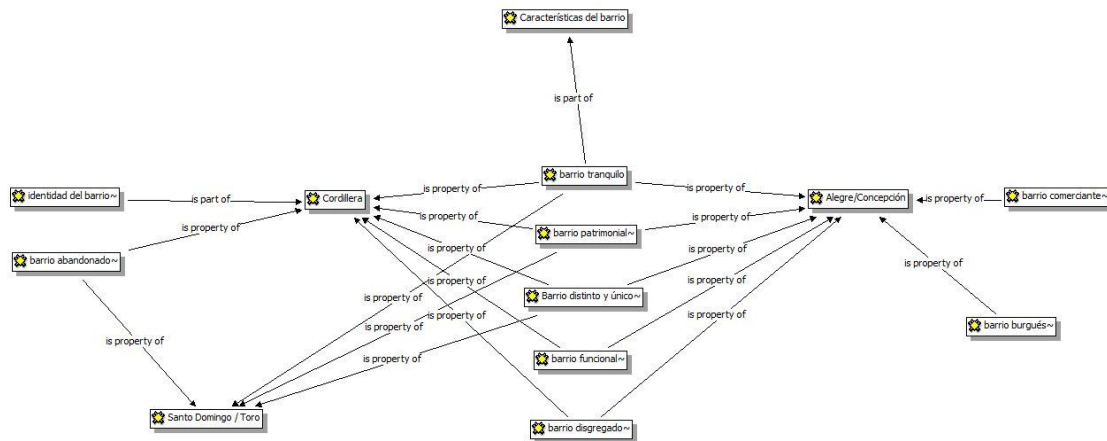 Características del barrio
is part of
barrio tranquilo
identidad del barrio~
is part of
Cordillera
is property of
is property of
Alegre/Concepción
is property of
barrio comerciante~
is property of
is property of
is property of
barrio patrimonial~
barrio abandonado~
is property of
is property of
is property of
is property of
Barrio distinto y único~
is property of
is property of
is property of
is property of
barrio burgués~
is property of
is property of
is property of
barrio funcional~
Santo Domingo / Toro
barrio disgregado~